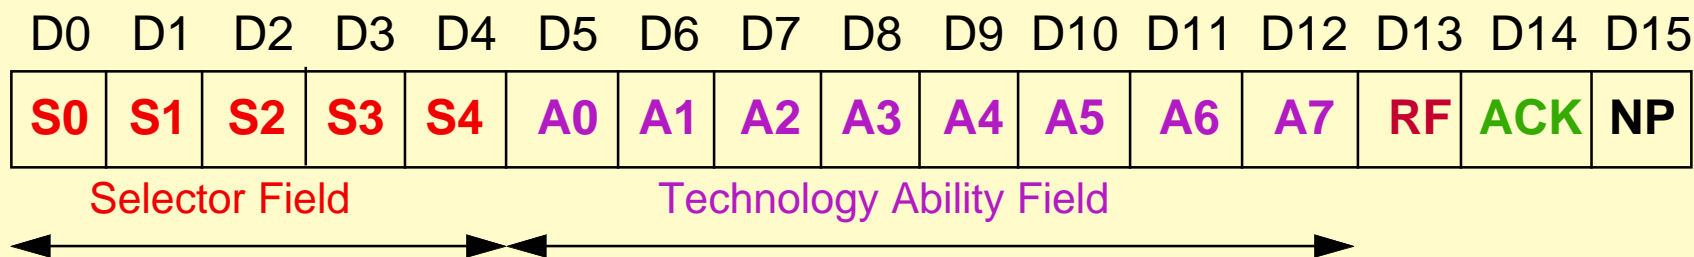 D0 D1 D2 D3 D4 D5 D6 D7 D8 D9 D10 D11 D12 D13 D14 D15
S0 S1 S2 S3 S4 A0 A1 A2 A3 A4 A5 A6 A7 RF ACK NP
Selector Field Technology Ability Field